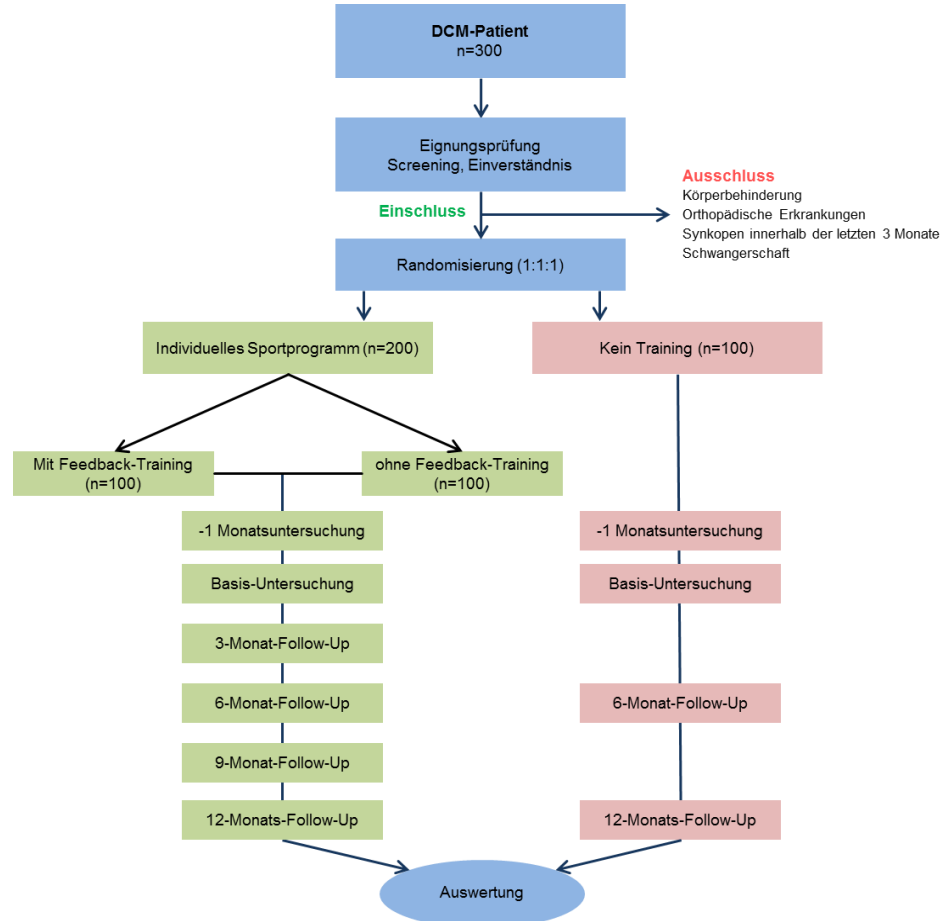 DCM-Patient
n=300
Eignungsprüfung
Screening, Einverständnis
Einschluss
Ausschluss
Körperbehinderung
Orthopädische Erkrankungen
Synkopen innerhalb der letzten 3 Monate
Schwangerschaft
Randomisierung (1:1:1)
Individuelles Sportprogramm (n=200)
Kein Training (n=100)
Mit Feedback-Training
(n=100)
ohne Feedback-Training
(n=100)
-1 Monatsuntersuchung
Basis-Untersuchung
3-Monat-Follow-Up
6-Monat-Follow-Up
9-Monat-Follow-Up
12-Monats-Follow-Up
-1 Monatsuntersuchung
Basis-Untersuchung
6-Monat-Follow-Up
12-Monats-Follow-Up
Auswertung